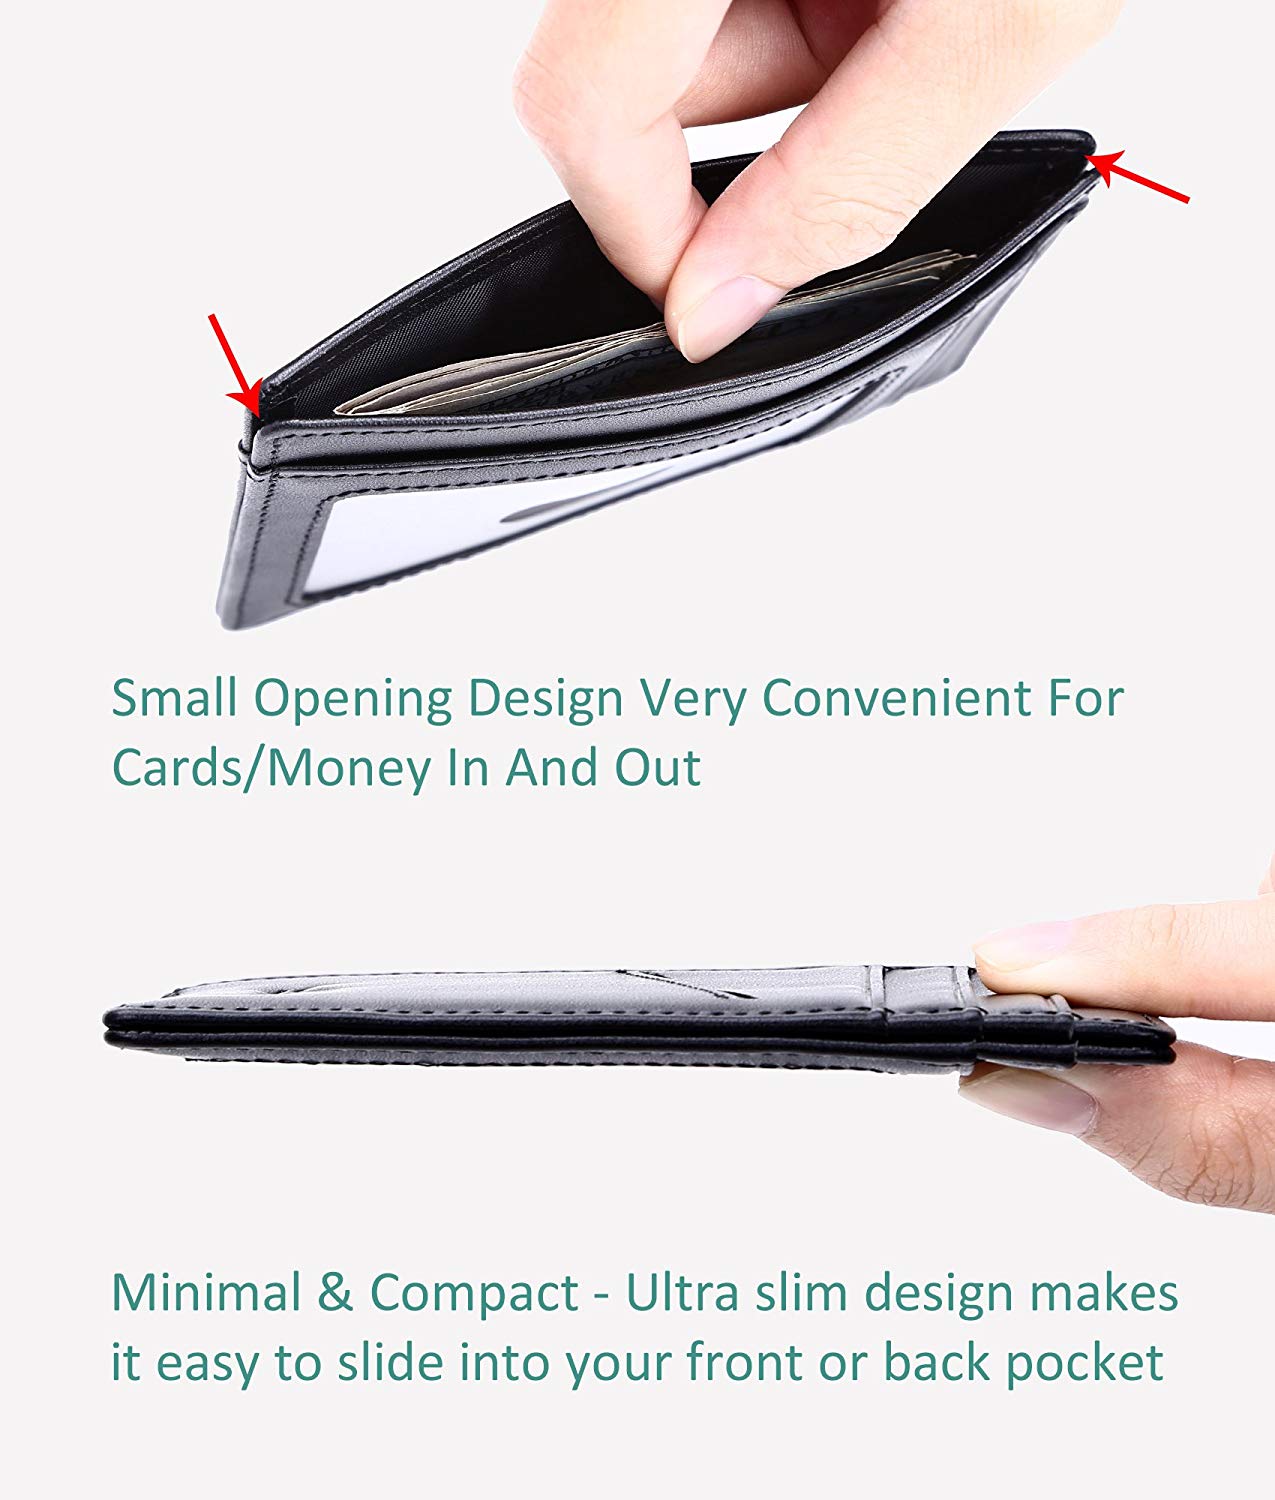 Small Opening Design Very Convenient For
Cards/Money In And Out
Minimal & Compact - Ultra slim design makes
it easy to slide into your front or back pocket